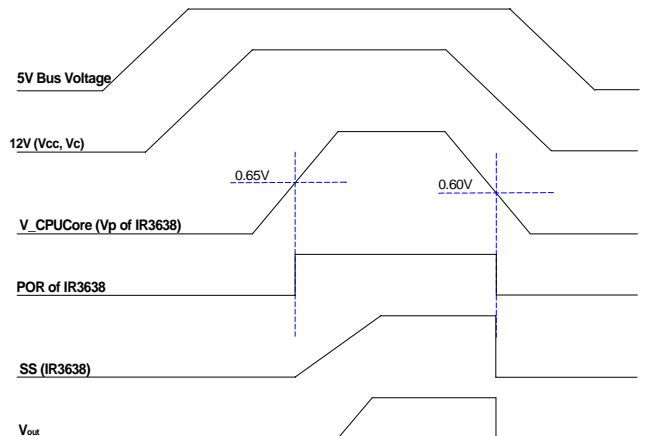 5V Bus Voltage
12V (Vcc, Vc)
0.65V
0.60V
V_CPUCore (Vp of IR3638)
POR of IR3638
SS (IR3638)
Vout